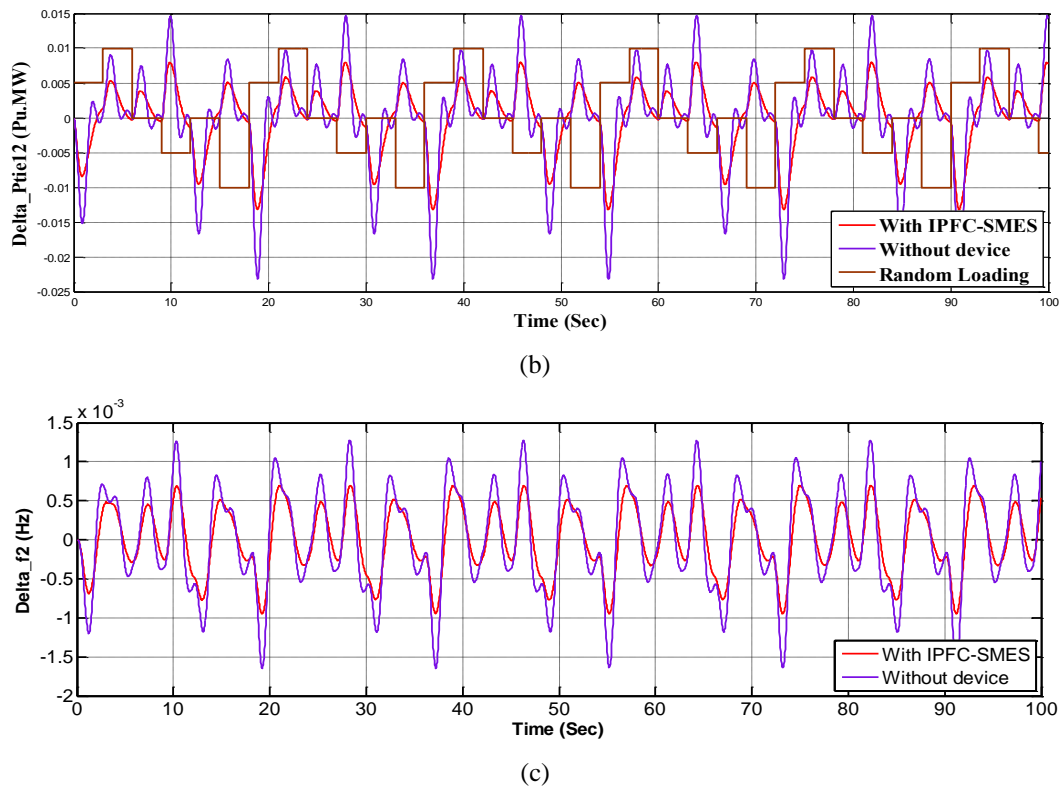 0.015
0.01
0.005
0
-0.005
-0.01
-0.015
-0.02
-0.025
Delta_Ptie12 (Pu.MW)
With IPFC-SMES
Without device
Random Loading
0 10 20 30 40 50 60 70 80 90 100
Time (Sec)
(b)
x 10-3
1.5
1
0.5
0
-0.5
-1
-1.5
-2
Delta_f2 (Hz)
With IPFC-SMES
Without device
0 10 20 30 40 50 60 70 80 90 100
Time (Sec)
(c)